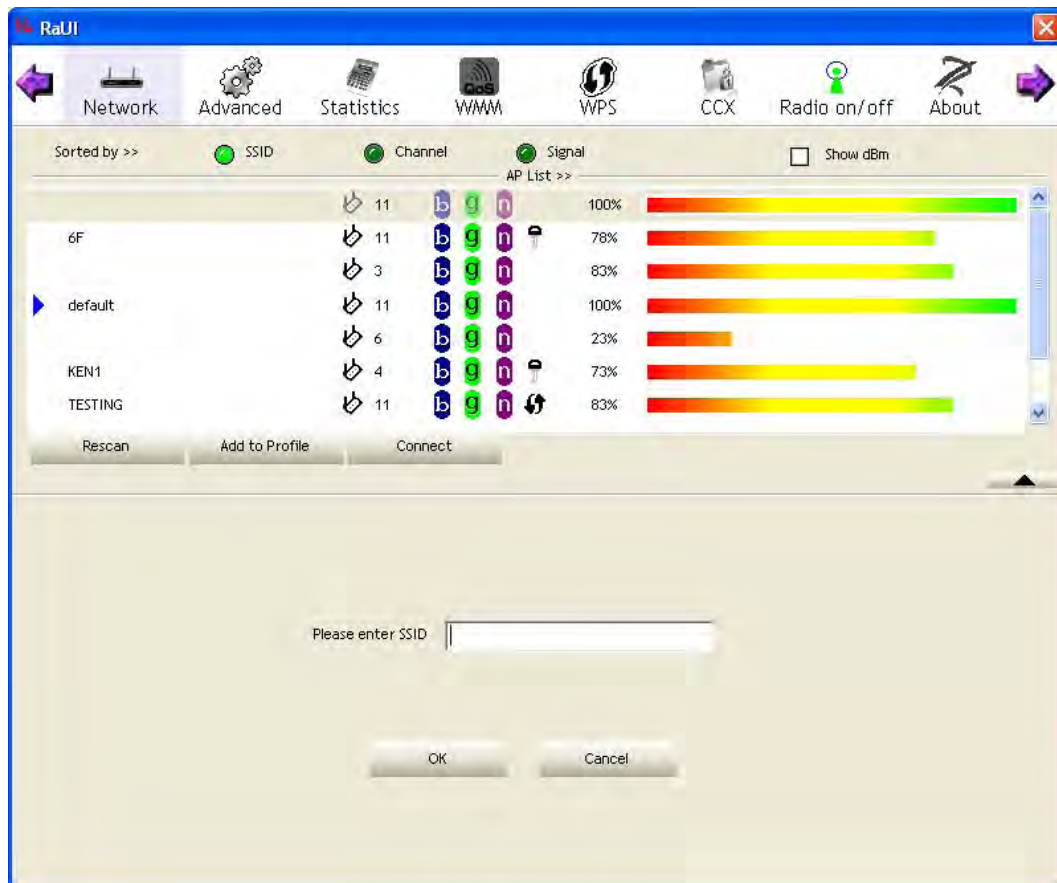 RaUI
Network Advanced Statistics WMM WPS CCX Radio on/off About
QoS
Sorted by >> SSID Channel Signal Show dBm
AP List >>
11 b g n 100%
6F 11 b g n 78%
3 b g n 83%
default 11 b g n 100%
6 b g n 23%
KEN1 4 b g n 73%
TESTING 11 b g n 83%
Rescan Add to Profile Connect
Please enter SSID
OK Cancel